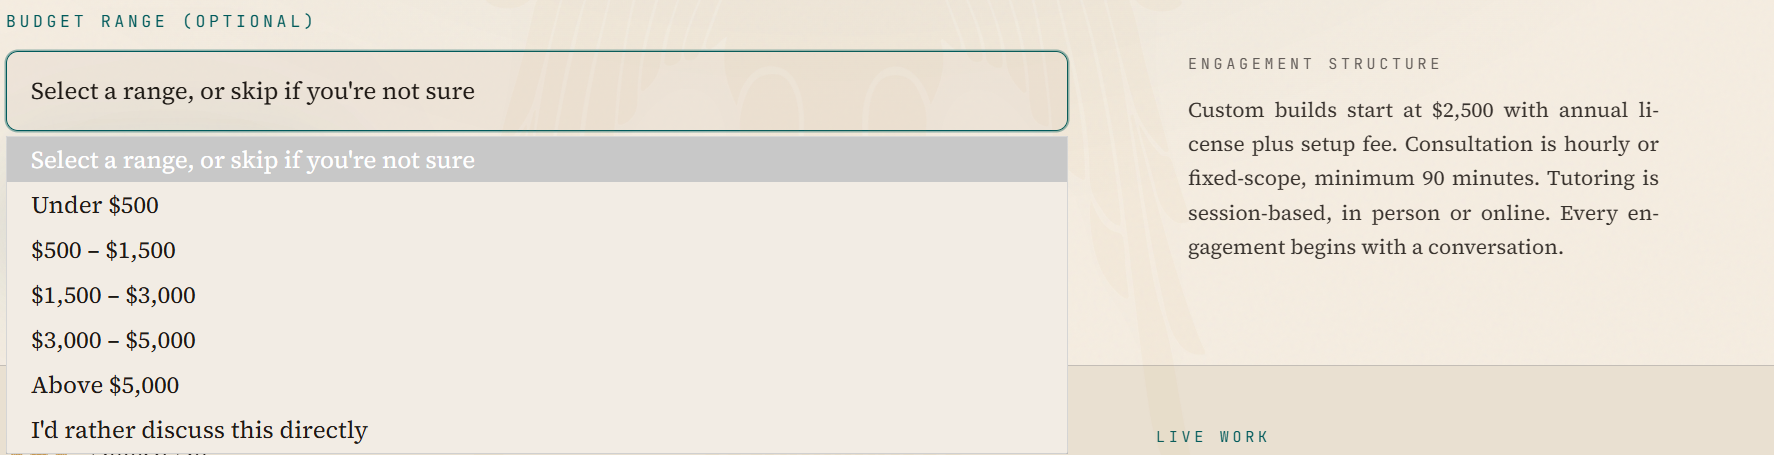 BUDGET RANGE (OPTIONAL)
Select a range, or skip if you're not sure
Select a range, or skip if you're not sure
Under $500
$500 – $1,500
$1,500 – $3,000
$3,000 – $5,000
Above $5,000
I'd rather discuss this directly
ENGAGEMENT STRUCTURE
Custom builds start at $2,500 with annual li-
cense plus setup fee. Consultation is hourly or
fixed-scope, minimum 90 minutes. Tutoring is
session-based, in person or online. Every en-
gagement begins with a conversation.
LIVE WORK